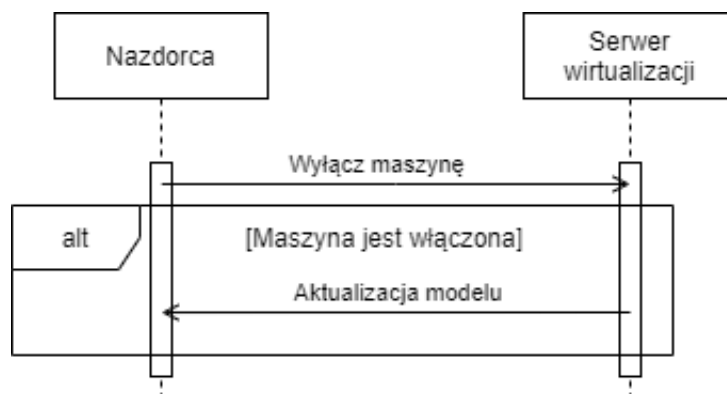 Nazdorca
Serwer
wirtualizacji
Wyłącz maszynę
alt
[Maszyna jest włączona]
Aktualizacja modelu